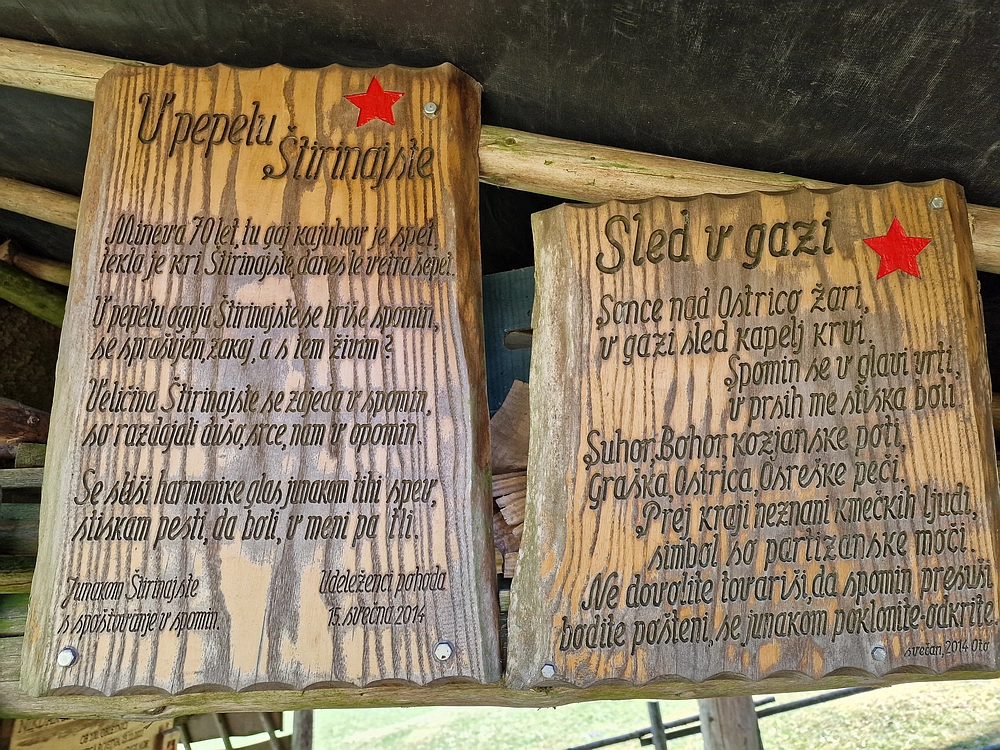 V pepelu
Štirinajste
Mineva 70 let, tu gaj kajuhov je spet,
tekla je kri Štirinajste, danes le vetra šepet.
V pepelu ognja Štirinajste se briše spomin,
se sprašujem, zakaj, a s tem živim?
Veličina Štirinajste se zajeda v spomin,
so razdajali dušo, srce, nam v opomin.
Se sliši harmonike glas, junakom tihi spev,
stiskam pesti, da boli, v meni pa tli.
Junakom Štirinajste
s spoštovanje v spomin.
Udeleženci pohoda
15. svečna 2014
Sled v gazi
Sonce nad Ostrico žari,
v gazi sled kapelj krvi.
Spomin se v glavi vrti,
v prsih me stiska boli.
Suhor, Bohor, kozjanske poti,
Graška, Ostrica, Osreške peči.
Prej kraji neznani kmečkih ljudi,
simbol so partizanske moči.
Ne dovolite tovariši, da spomin presuši
bodite pošteni, se junakom poklonite-odkrite.
svečan, 2014 Oto